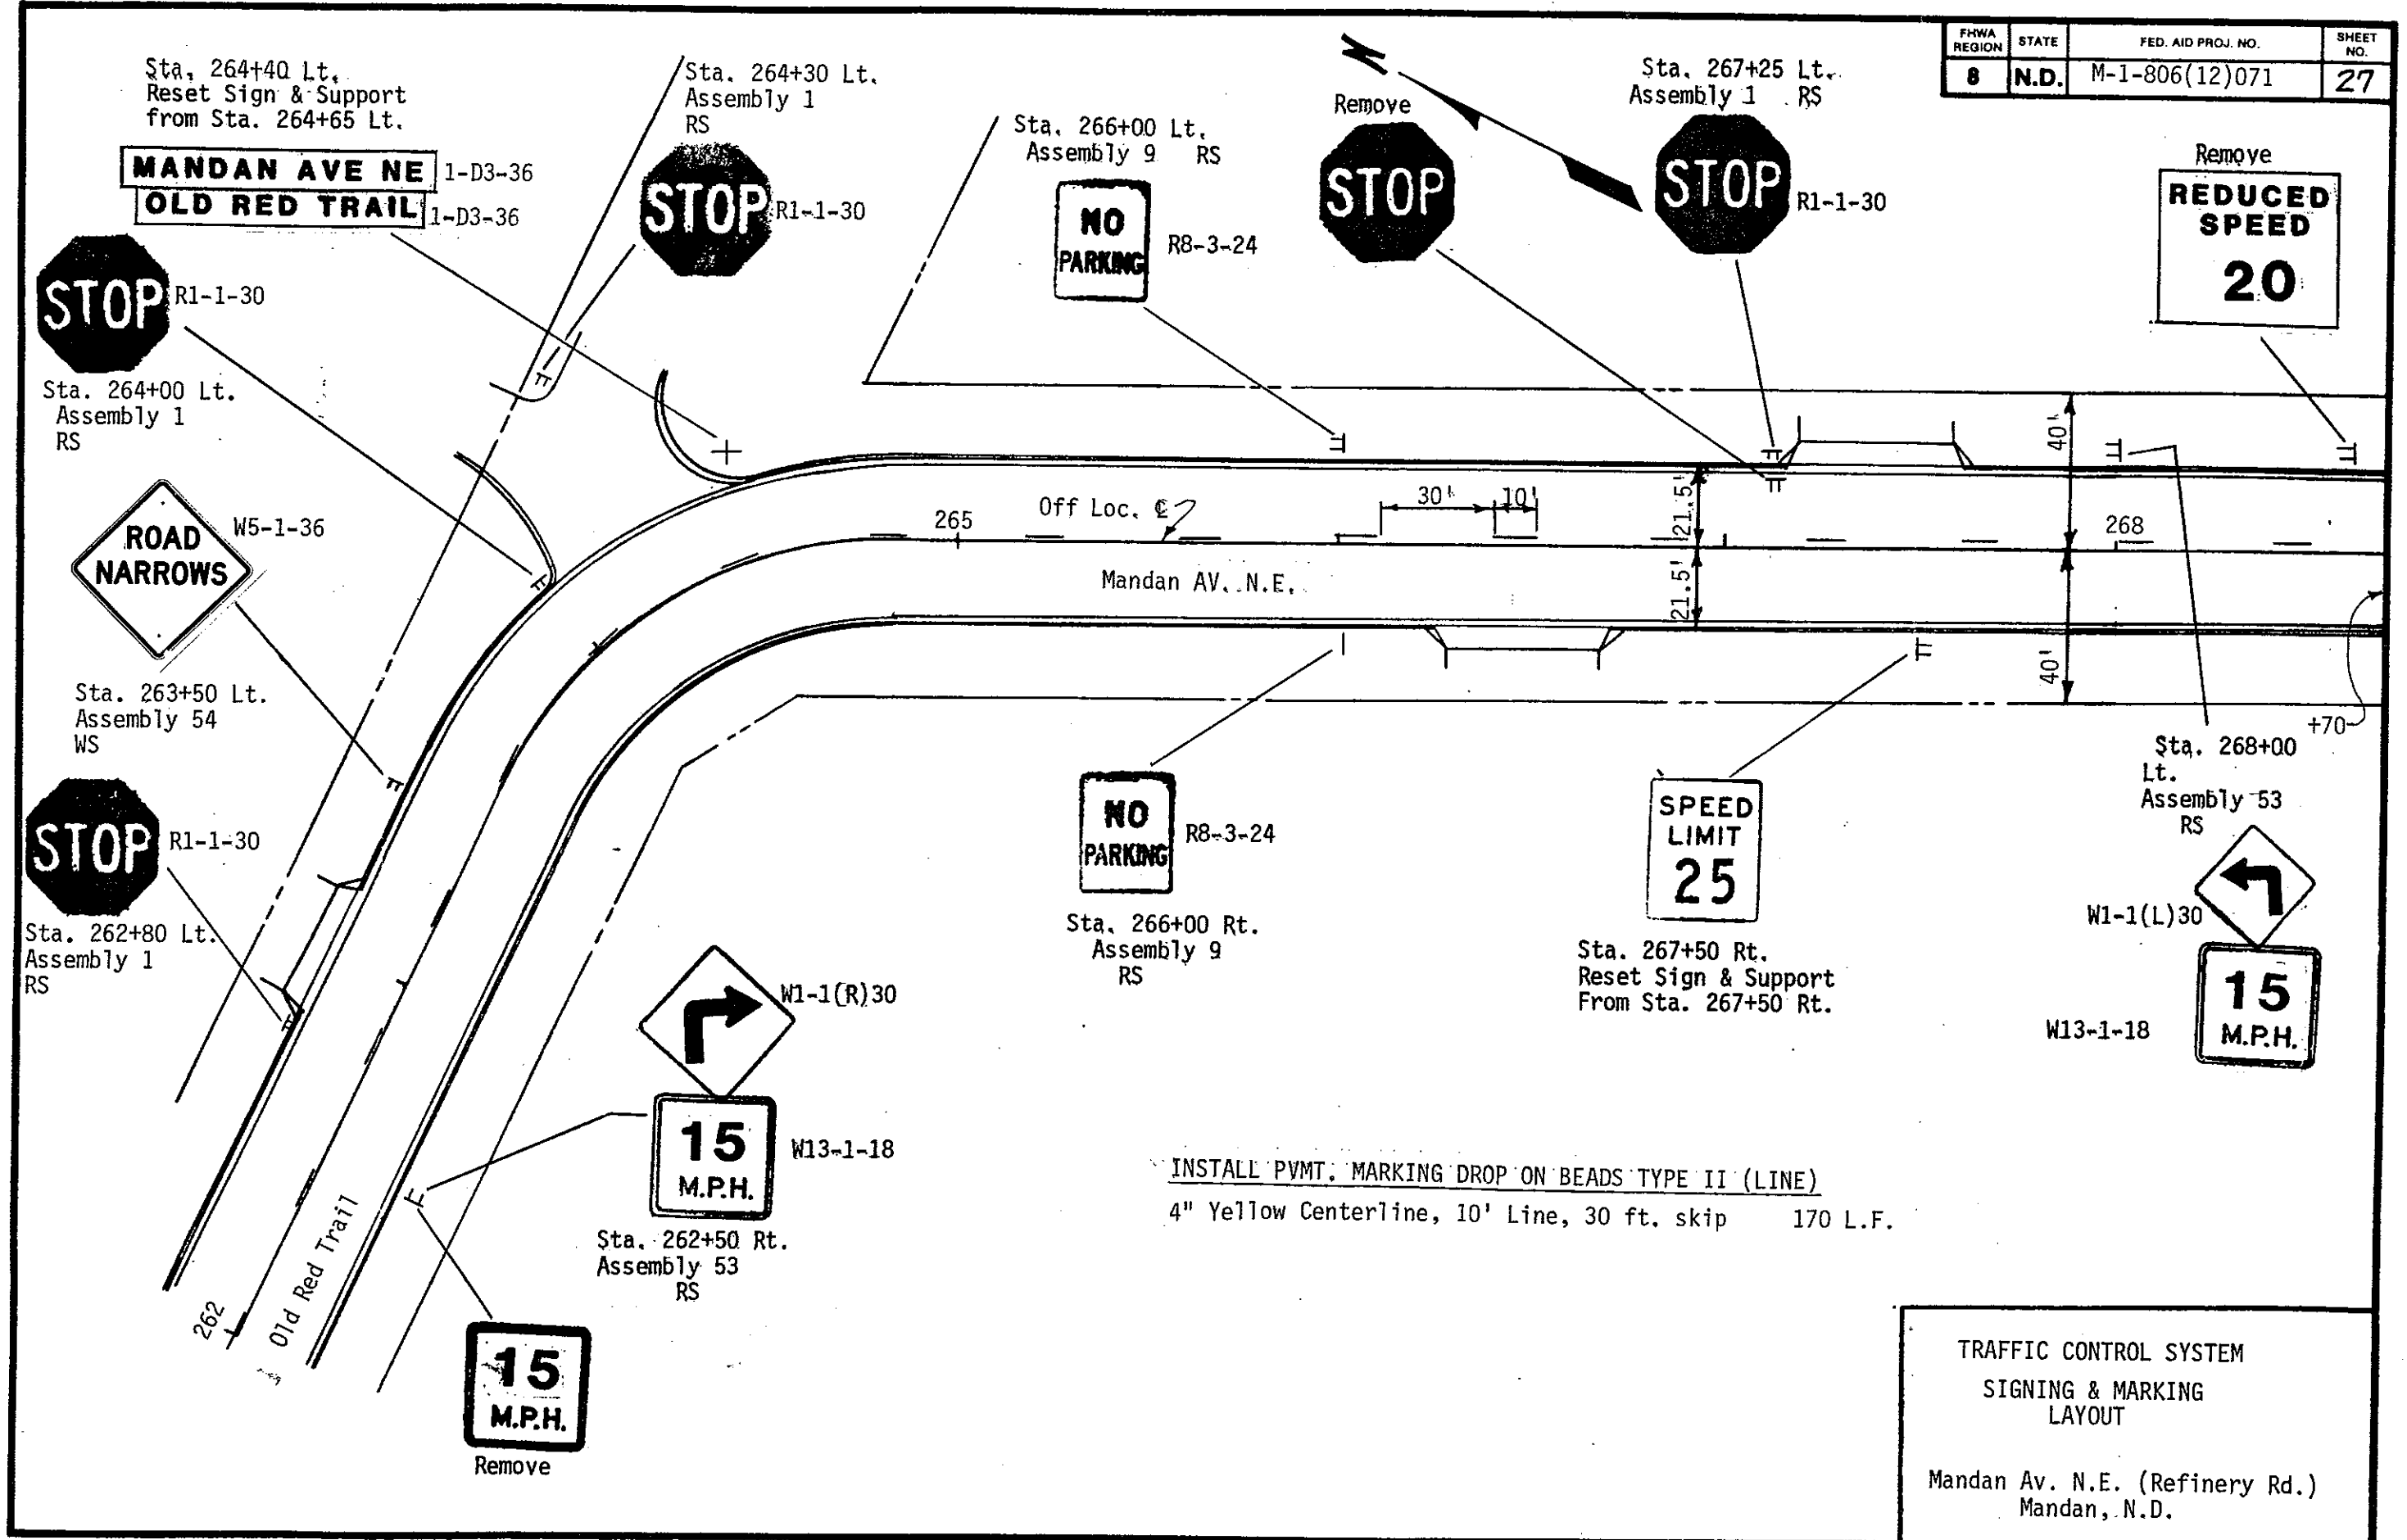 FHWA REGION
STATE
FED. AID PROJ. NO.
SHEET NO.
8
N.D.
M-1-806(12)071
27
Sta. 264+40 Lt.
Reset Sign & Support
from Sta. 264+65 Lt.
MANDAN AVE NE
1-D3-36
OLD RED TRAIL
1-D3-36
Sta. 264+30 Lt.
Assembly 1
RS
STOP
R1-1-30
Sta. 266+00 Lt.
Assembly 9 RS
NO
PARKING
R8-3-24
N
Remove
STOP
Sta. 267+25 Lt.
Assembly 1 RS
STOP
R1-1-30
Remove
REDUCED
SPEED
20
STOP
R1-1-30
Sta. 264+00 Lt.
Assembly 1
RS
ROAD
NARROWS
W5-1-36
Sta. 263+50 Lt.
Assembly 54
WS
STOP
R1-1-30
Sta. 262+80 Lt.
Assembly 1
RS
265
Off Loc. ℄
30'
10'
21.5'
21.5'
40'
40'
268
Mandan AV. N.E.
+70
Sta. 268+00
Lt.
Assembly 53
RS
W1-1(L)30
15
M.P.H.
W13-1-18
NO
PARKING
R8-3-24
Sta. 266+00 Rt.
Assembly 9
RS
SPEED
LIMIT
25
Sta. 267+50 Rt.
Reset Sign & Support
From Sta. 267+50 Rt.
W1-1(R)30
15
M.P.H.
W13-1-18
Sta. 262+50 Rt.
Assembly 53
RS
262
Old Red Trail
15
M.P.H.
Remove
INSTALL PVMT. MARKING DROP ON BEADS TYPE II (LINE)
4" Yellow Centerline, 10' Line, 30 ft. skip 170 L.F.
TRAFFIC CONTROL SYSTEM
SIGNING & MARKING
LAYOUT
Mandan Av. N.E. (Refinery Rd.)
Mandan, N.D.